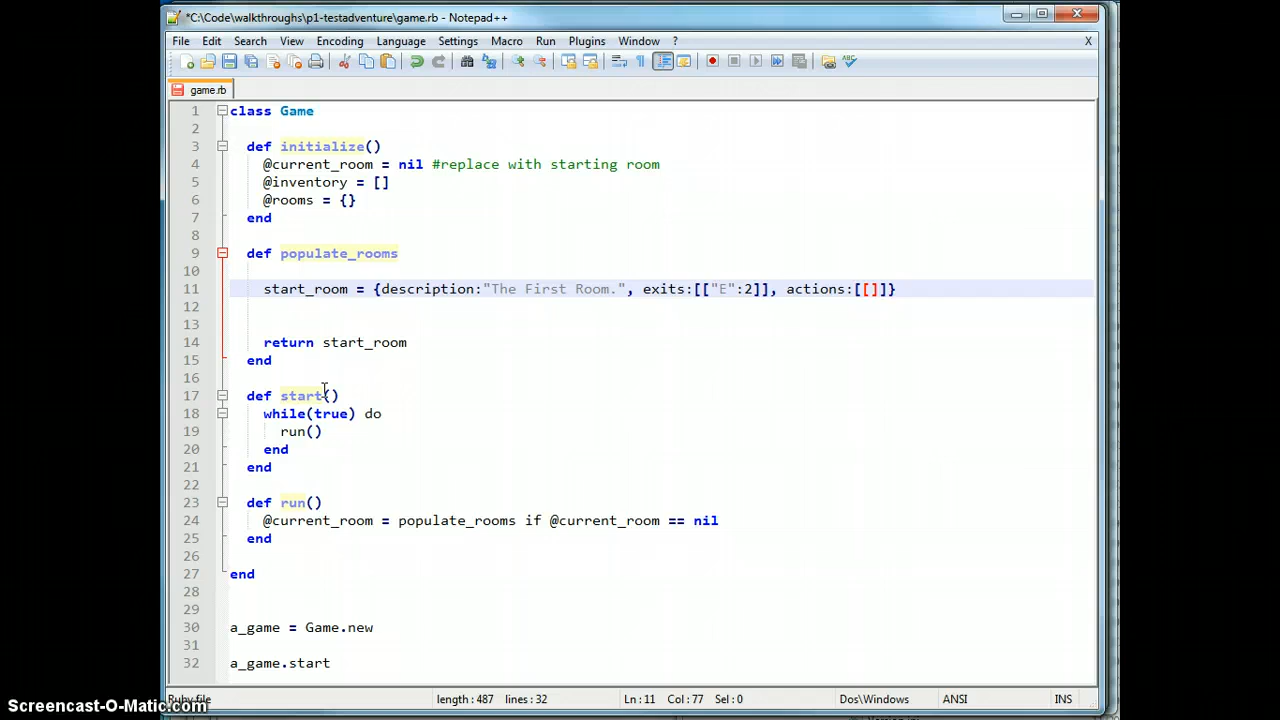 *C:\Code\walkthroughs\p1-testadventure\game.rb - Notepad++
File Edit Search View Encoding Language Settings Macro Run Plugins Window ? X
game.rb
1 class Game
2
3 def initialize()
4 @current_room = nil #replace with starting room
5 @inventory = []
6 @rooms = {}
7 end
8
9 def populate_rooms
10
11 start_room = {description:"The First Room.", exits:[["E":2]], actions:[[]]}
12
13
14 return start_room
15 end
16
17 def start()
18 while(true) do
19 run()
20 end
21 end
22
23 def run()
24 @current_room = populate_rooms if @current_room == nil
25 end
26
27 end
28
29
30 a_game = Game.new
31
32 a_game.start
Ruby file length : 487 lines : 32 Ln : 11 Col : 77 Sel : 0 Dos\Windows ANSI INS
Screencast-O-Matic.com